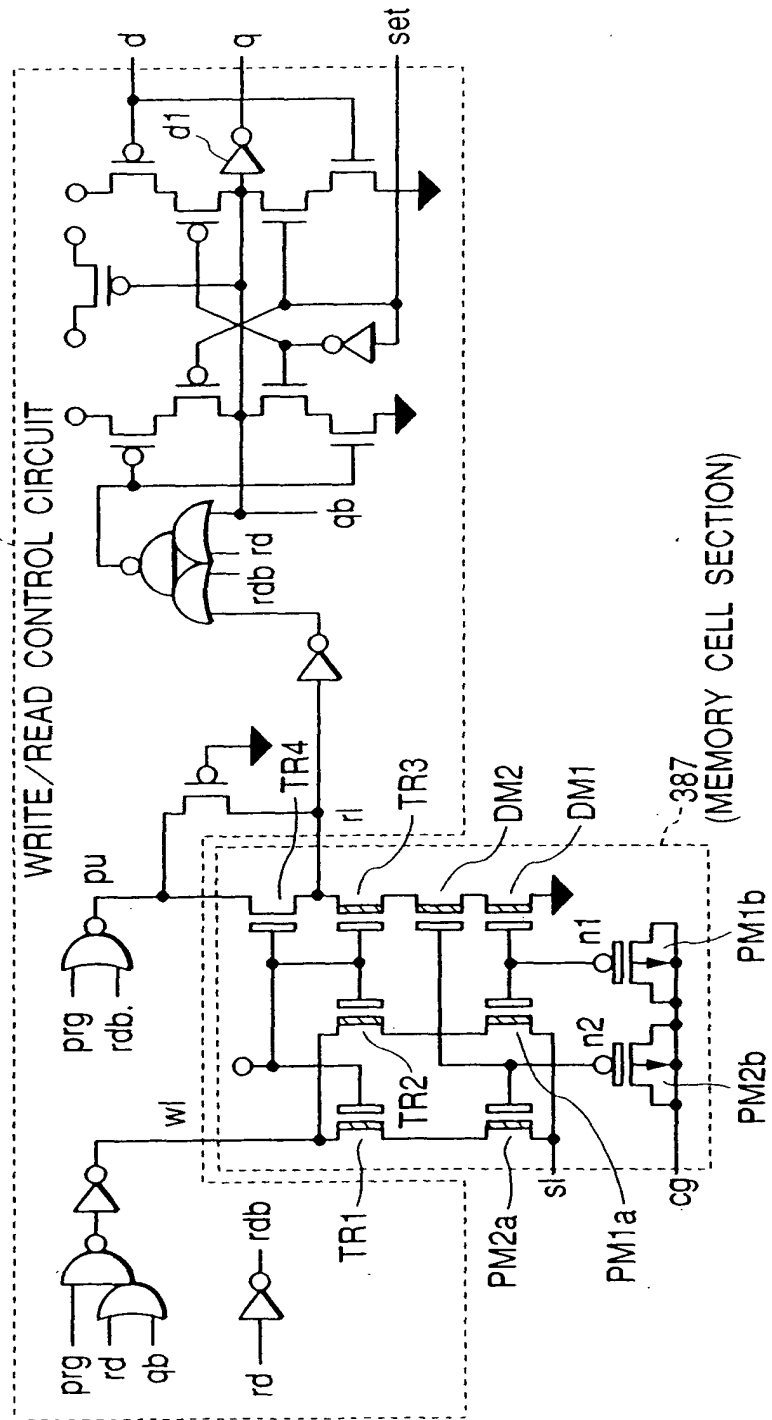 WRITE/READ CONTROL CIRCUIT
d
q
set
d1
qb
rd
rdb
pu
prg
rdb.
rl
TR4
TR3
DM2
DM1
wl
prg
rd
qb
rd
rdb
TR1
TR2
PM2a
PM1a
sl
cg
n1
n2
PM1b
PM2b
387
(MEMORY CELL SECTION)